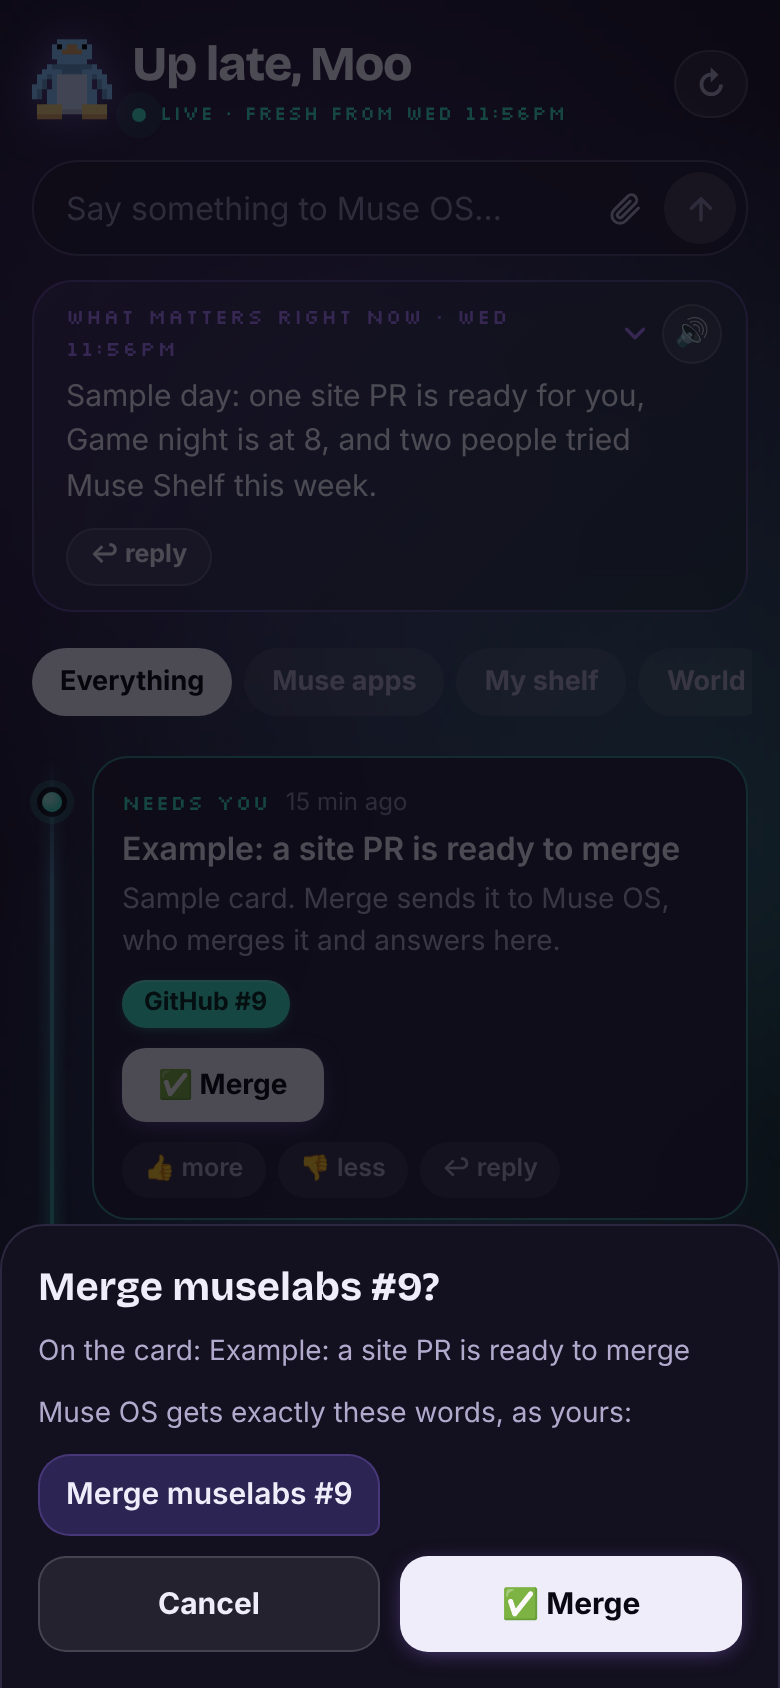 Up late, Moo
LIVE · FRESH FROM WED 11:56PM
Say something to Muse OS...
WHAT MATTERS RIGHT NOW · WED
11:56PM
Sample day: one site PR is ready for you,
Game night is at 8, and two people tried
Muse Shelf this week.
↩ reply
Everything Muse apps My shelf World
NEEDS YOU 15 min ago
Example: a site PR is ready to merge
Sample card. Merge sends it to Muse OS,
who merges it and answers here.
GitHub #9
✅ Merge
👍 more 👎 less ↩ reply
Merge muselabs #9?
On the card: Example: a site PR is ready to merge
Muse OS gets exactly these words, as yours:
Merge muselabs #9
Cancel ✅ Merge